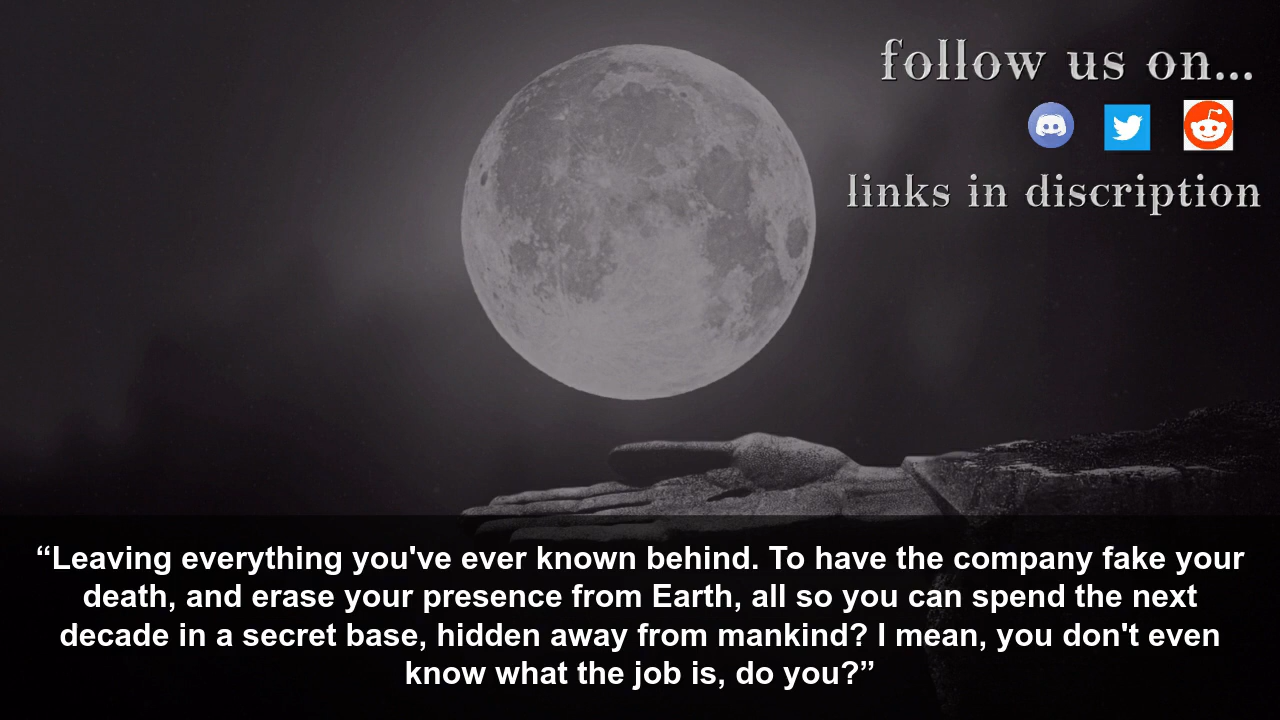 follow us on...
links in discription
“Leaving everything you've ever known behind. To have the company fake your
death, and erase your presence from Earth, all so you can spend the next
decade in a secret base, hidden away from mankind? I mean, you don't even
know what the job is, do you?”